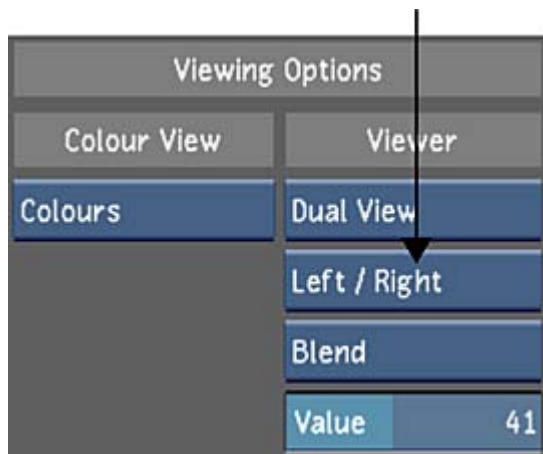 Viewing Options
Colour View Viewer
Colours Dual View
Left / Right
Blend
Value 41